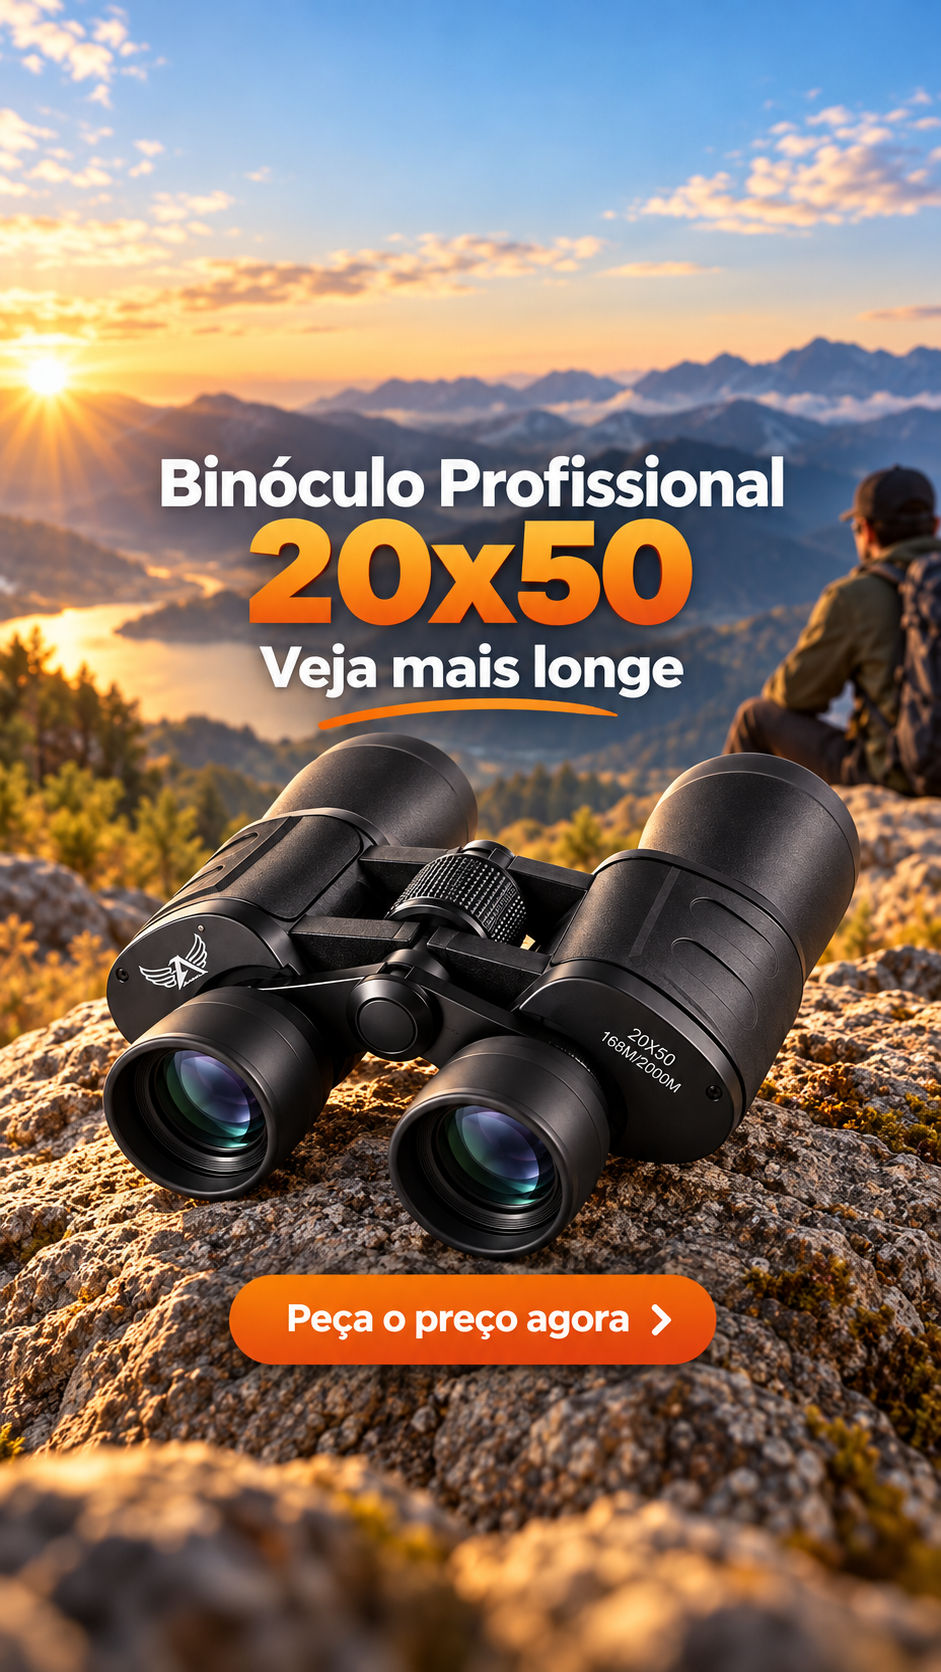 Binóculo Profissional
20x50
Veja mais longe
20X50
168M/2000M
Peça o preço agora